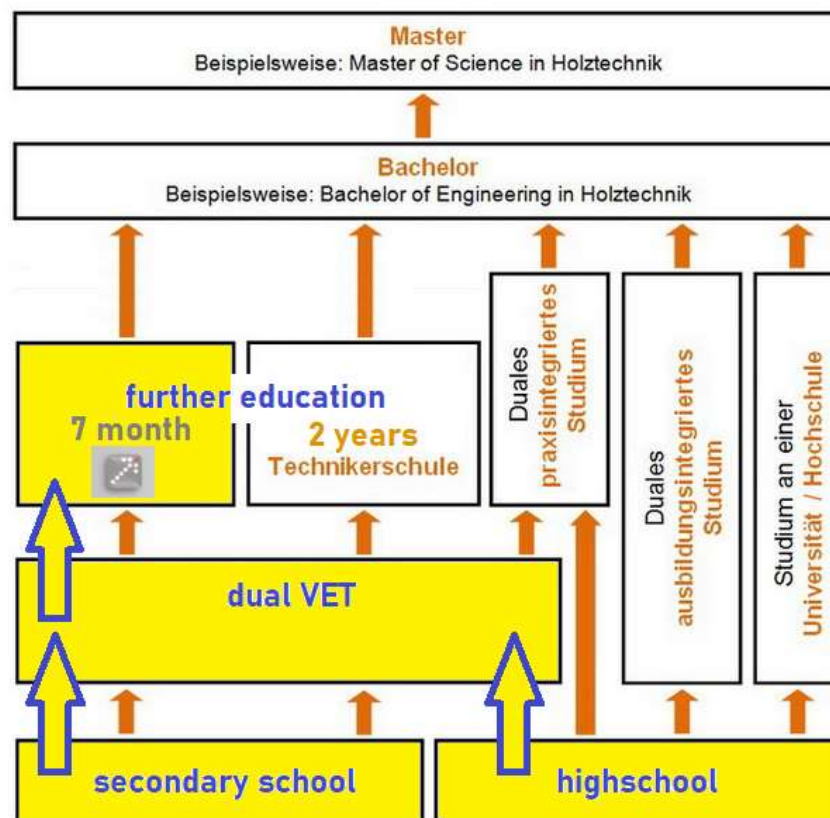 Master
Beispielsweise: Master of Science in Holztechnik
Bachelor
Beispielsweise: Bachelor of Engineering in Holztechnik
further education
7 month
2 years
Technikerschule
Duales
praxisintegriertes
Studium
Duales
ausbildungsintegriertes
Studium
Studium an einer
Universität / Hochschule
dual VET
secondary school
highschool